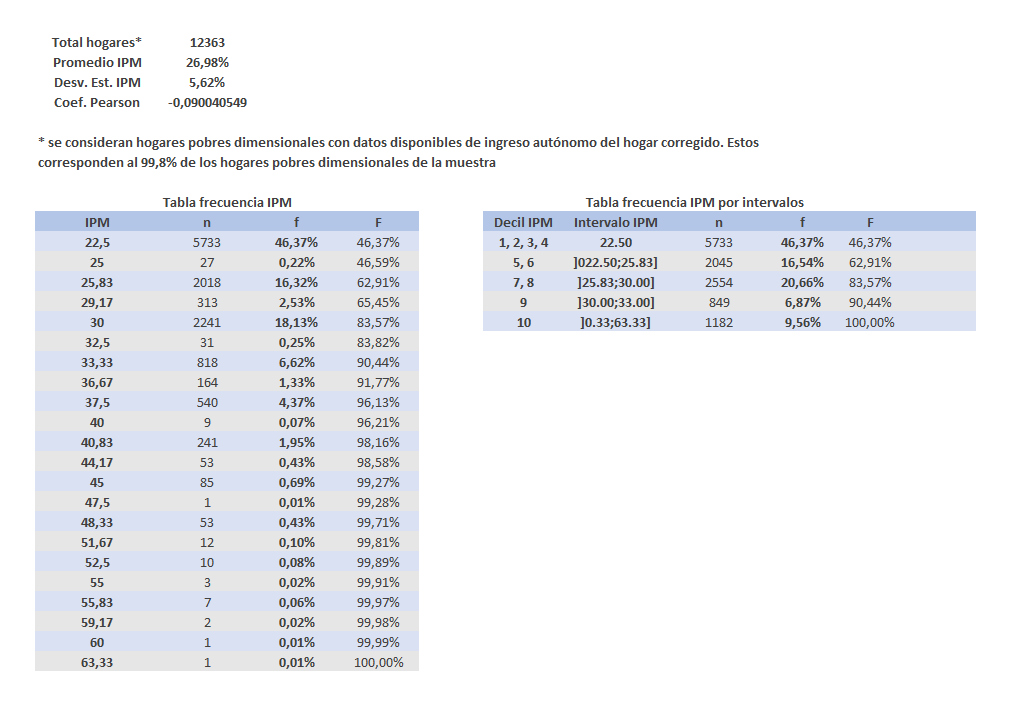 Total hogares* 12363
Promedio IPM 26,98%
Desv. Est. IPM 5,62%
Coef. Pearson -0,090040549
* se consideran hogares pobres dimensionales con datos disponibles de ingreso autónomo del hogar corregido. Estos
corresponden al 99,8% de los hogares pobres dimensionales de la muestra
Tabla frecuencia IPM
IPM n f F
22,5 5733 46,37% 46,37%
25 27 0,22% 46,59%
25,83 2018 16,32% 62,91%
29,17 313 2,53% 65,45%
30 2241 18,13% 83,57%
32,5 31 0,25% 83,82%
33,33 818 6,62% 90,44%
36,67 164 1,33% 91,77%
37,5 540 4,37% 96,13%
40 9 0,07% 96,21%
40,83 241 1,95% 98,16%
44,17 53 0,43% 98,58%
45 85 0,69% 99,27%
47,5 1 0,01% 99,28%
48,33 53 0,43% 99,71%
51,67 12 0,10% 99,81%
52,5 10 0,08% 99,89%
55 3 0,02% 99,91%
55,83 7 0,06% 99,97%
59,17 2 0,02% 99,98%
60 1 0,01% 99,99%
63,33 1 0,01% 100,00%
Tabla frecuencia IPM por intervalos
Decil IPM Intervalo IPM n f F
1, 2, 3, 4 22.50 5733 46,37% 46,37%
5, 6 ]022.50;25.83] 2045 16,54% 62,91%
7, 8 ]25.83;30.00] 2554 20,66% 83,57%
9 ]30.00;33.00] 849 6,87% 90,44%
10 ]0.33;63.33] 1182 9,56% 100,00%